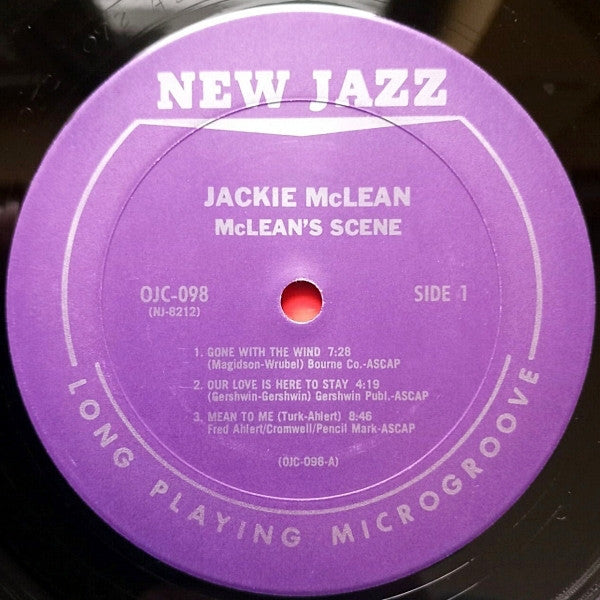 NEW JAZZ
JACKIE McLEAN
McLEAN'S SCENE
OJC-098
(NJ-8212)
SIDE 1
1. GONE WITH THE WIND 7:28
(Magidson-Wrubel) Bourne Co.-ASCAP
2. OUR LOVE IS HERE TO STAY 4:19
(Gershwin-Gershwin) Gershwin Publ.-ASCAP
3. MEAN TO ME (Turk-Ahlert) 8:46
Fred Ahlert/Cromwell/Pencil Mark-ASCAP
(OJC-098-A)
LONG PLAYING MICROGROOVE